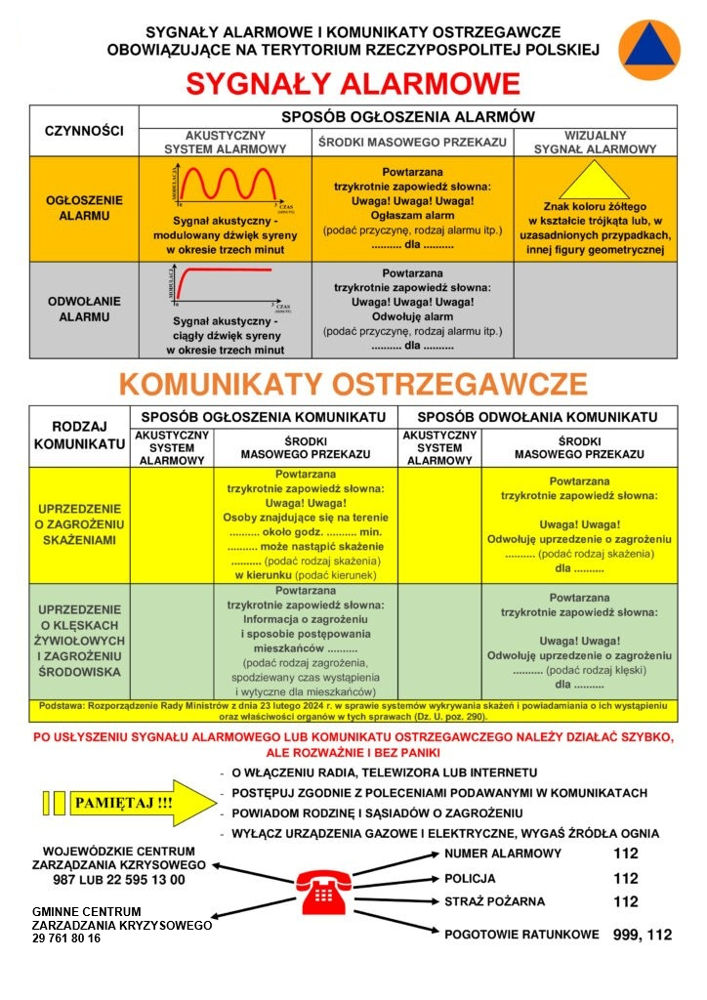 SYGNAŁY ALARMOWE I KOMUNIKATY OSTRZEGAWCZE
OBOWIĄZUJĄCE NA TERYTORIUM RZECZYPOSPOLITEJ POLSKIEJ
SYGNAŁY ALARMOWE
CZYNNOŚCI
SPOSÓB OGŁOSZENIA ALARMÓW
AKUSTYCZNY
SYSTEM ALARMOWY
ŚRODKI MASOWEGO PRZEKAZU
WIZUALNY
SYGNAŁ ALARMOWY
OGŁOSZENIE
ALARMU
MODULACJA
0
3
CZAS
(MINUTY)
Sygnał akustyczny -
modulowany dźwięk syreny
w okresie trzech minut
Powtarzana
trzykrotnie zapowiedź słowna:
Uwaga! Uwaga! Uwaga!
Ogłaszam alarm
(podać przyczynę, rodzaj alarmu itp.)
.......... dla ..........
Znak koloru żółtego
w kształcie trójkąta lub, w
uzasadnionych przypadkach,
innej figury geometrycznej
ODWOŁANIE
ALARMU
MODULACJ
0
3
CZAS
(MINUTY)
Sygnał akustyczny -
ciągły dźwięk syreny
w okresie trzech minut
Powtarzana
trzykrotnie zapowiedź słowna:
Uwaga! Uwaga! Uwaga!
Odwołuję alarm
(podać przyczynę, rodzaj alarmu itp.)
.......... dla ..........
KOMUNIKATY OSTRZEGAWCZE
RODZAJ
KOMUNIKATU
SPOSÓB OGŁOSZENIA KOMUNIKATU
SPOSÓB ODWOŁANIA KOMUNIKATU
AKUSTYCZNY
SYSTEM
ALARMOWY
ŚRODKI
MASOWEGO PRZEKAZU
AKUSTYCZNY
SYSTEM
ALARMOWY
ŚRODKI
MASOWEGO PRZEKAZU
UPRZEDZENIE
O ZAGROŻENIU
SKAŻENIAMI
Powtarzana
trzykrotnie zapowiedź słowna:
Uwaga! Uwaga!
Osoby znajdujące się na terenie
.......... około godz. .......... min.
.......... może nastąpić skażenie
.......... (podać rodzaj skażenia)
w kierunku (podać kierunek)
Powtarzana
trzykrotnie zapowiedź słowna:
Uwaga! Uwaga!
Odwołuję uprzedzenie o zagrożeniu
.......... (podać rodzaj skażenia)
dla ..........
UPRZEDZENIE
O KLĘSKACH
ŻYWIOŁOWYCH
I ZAGROŻENIU
ŚRODOWISKA
Powtarzana
trzykrotnie zapowiedź słowna:
Informacja o zagrożeniu
i sposobie postępowania
mieszkańców ..........
(podać rodzaj zagrożenia,
spodziewany czas wystąpienia
i wytyczne dla mieszkańców)
Powtarzana
trzykrotnie zapowiedź słowna:
Uwaga! Uwaga!
Odwołuję uprzedzenie o zagrożeniu
.......... (podać rodzaj klęski)
dla ..........
Podstawa: Rozporządzenie Rady Ministrów z dnia 23 lutego 2024 r. w sprawie systemów wykrywania skażeń i powiadamiania o ich wystąpieniu
oraz właściwości organów w tych sprawach (Dz. U. poz. 290).
PO USŁYSZENIU SYGNAŁU ALARMOWEGO LUB KOMUNIKATU OSTRZEGAWCZEGO NALEŻY DZIAŁAĆ SZYBKO,
ALE ROZWAŻNIE I BEZ PANIKI
PAMIĘTAJ !!!
- O WŁĄCZENIU RADIA, TELEWIZORA LUB INTERNETU
- POSTĘPUJ ZGODNIE Z POLECENIAMI PODAWANYMI W KOMUNIKATACH
- POWIADOM RODZINĘ I SĄSIADÓW O ZAGROŻENIU
- WYŁĄCZ URZĄDZENIA GAZOWE I ELEKTRYCZNE, WYGAŚ ŹRÓDŁA OGNIA
WOJEWÓDZKIE CENTRUM
ZARZĄDZANIA KZRYSOWEGO
987 LUB 22 595 13 00
GMINNE CENTRUM
ZARZADZANIA KRYZYSOWEGO
29 761 80 16
NUMER ALARMOWY 112
POLICJA 112
STRAŻ POŻARNA 112
POGOTOWIE RATUNKOWE 999, 112